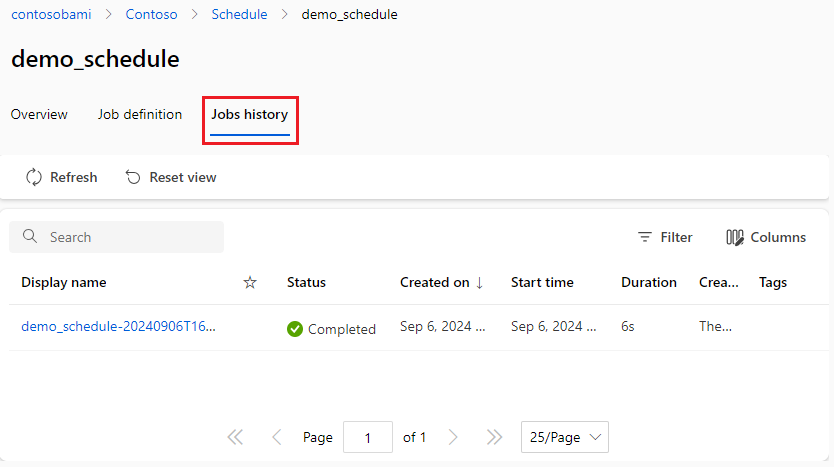 contosobami > Contoso > Schedule > demo_schedule
demo_schedule
Overview Job definition Jobs history
Refresh Reset view
Search Filter Columns
Display name Status Created on ↓ Start time Duration Crea... Tags
demo_schedule-20240906T16... Completed Sep 6, 2024 ... Sep 6, 2024 ... 6s The...
Page 1 of 1 25/Page